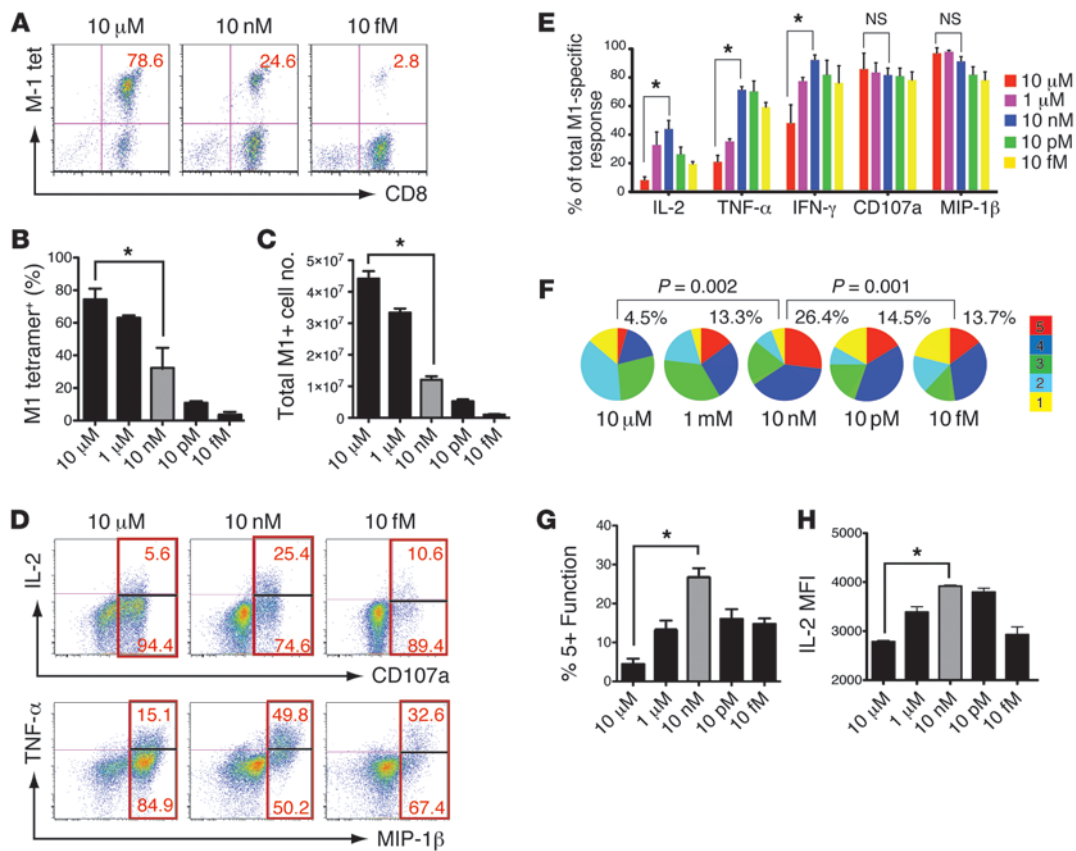 A
10 μM
10 nM
10 fM
M-1 tet
78.6
24.6
2.8
CD8
B
M1 tetramer+ (%)
100
80
60
40
20
0
*
10 μM
1 μM
10 nM
10 pM
10 fM
C
Total M1+ cell no.
5×10⁷
4×10⁷
3×10⁷
2×10⁷
1×10⁷
0
*
10 μM
1 μM
10 nM
10 pM
10 fM
D
10 μM
10 nM
10 fM
IL-2
5.6
94.4
25.4
74.6
10.6
89.4
CD107a
TNF-α
15.1
84.9
49.8
50.2
32.6
67.4
MIP-1β
E
% of total M1-specific
response
100
80
60
40
20
0
*
*
*
NS
NS
IL-2
TNF-α
IFN-γ
CD107a
MIP-1β
10 μM
1 μM
10 nM
10 pM
10 fM
F
P = 0.002
P = 0.001
4.5%
13.3%
26.4%
14.5%
13.7%
10 μM
1 mM
10 nM
10 pM
10 fM
5
4
3
2
1
G
% 5+ Function
40
30
20
10
0
*
10 μM
1 μM
10 nM
10 pM
10 fM
H
IL-2 MFI
5000
4000
3000
2000
*
10 μM
1 μM
10 nM
10 pM
10 fM